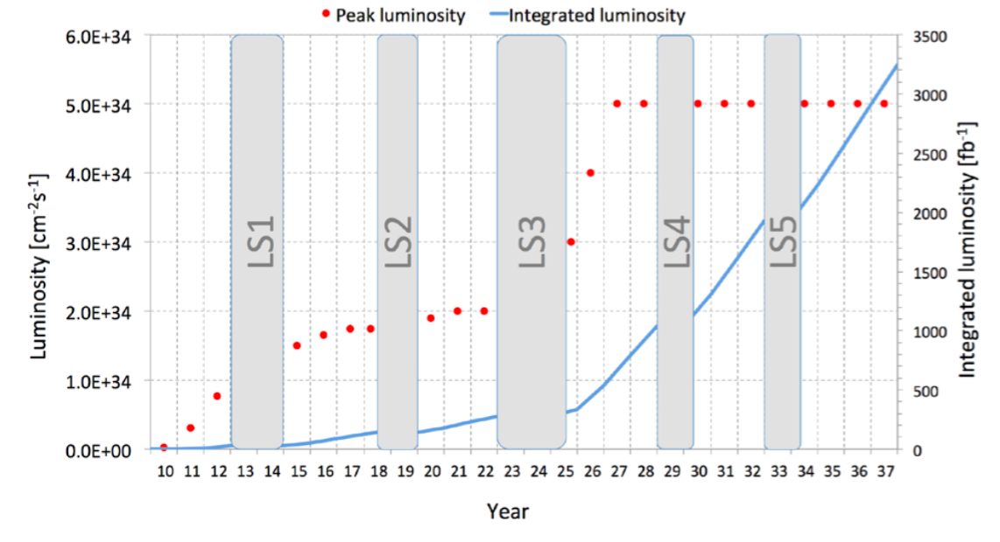 Peak luminosity Integrated luminosity
6.0E+34
5.0E+34
4.0E+34
3.0E+34
2.0E+34
1.0E+34
0.0E+00
Luminosity [cm-2s-1]
LS1 LS2 LS3 LS4 LS5
3500
3000
2500
2000
1500
1000
500
0
Integrated luminosity [fb-1]
10 11 12 13 14 15 16 17 18 19 20 21 22 23 24 25 26 27 28 29 30 31 32 33 34 35 36 37
Year